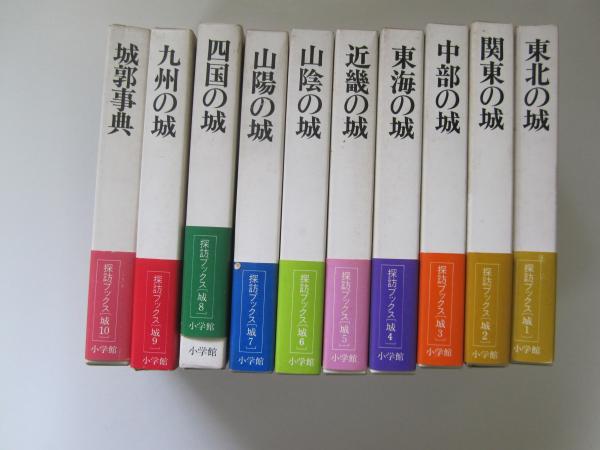 城郭事典
探訪ブックス[城10]
小学館
九州の城
探訪ブックス[城9]
小学館
四国の城
探訪ブックス[城8]
小学館
山陽の城
探訪ブックス[城7]
小学館
山陰の城
探訪ブックス[城6]
小学館
近畿の城
探訪ブックス[城5]
小学館
東海の城
探訪ブックス[城4]
小学館
中部の城
探訪ブックス[城3]
小学館
関東の城
探訪ブックス[城2]
小学館
東北の城
探訪ブックス[城1]
小学館